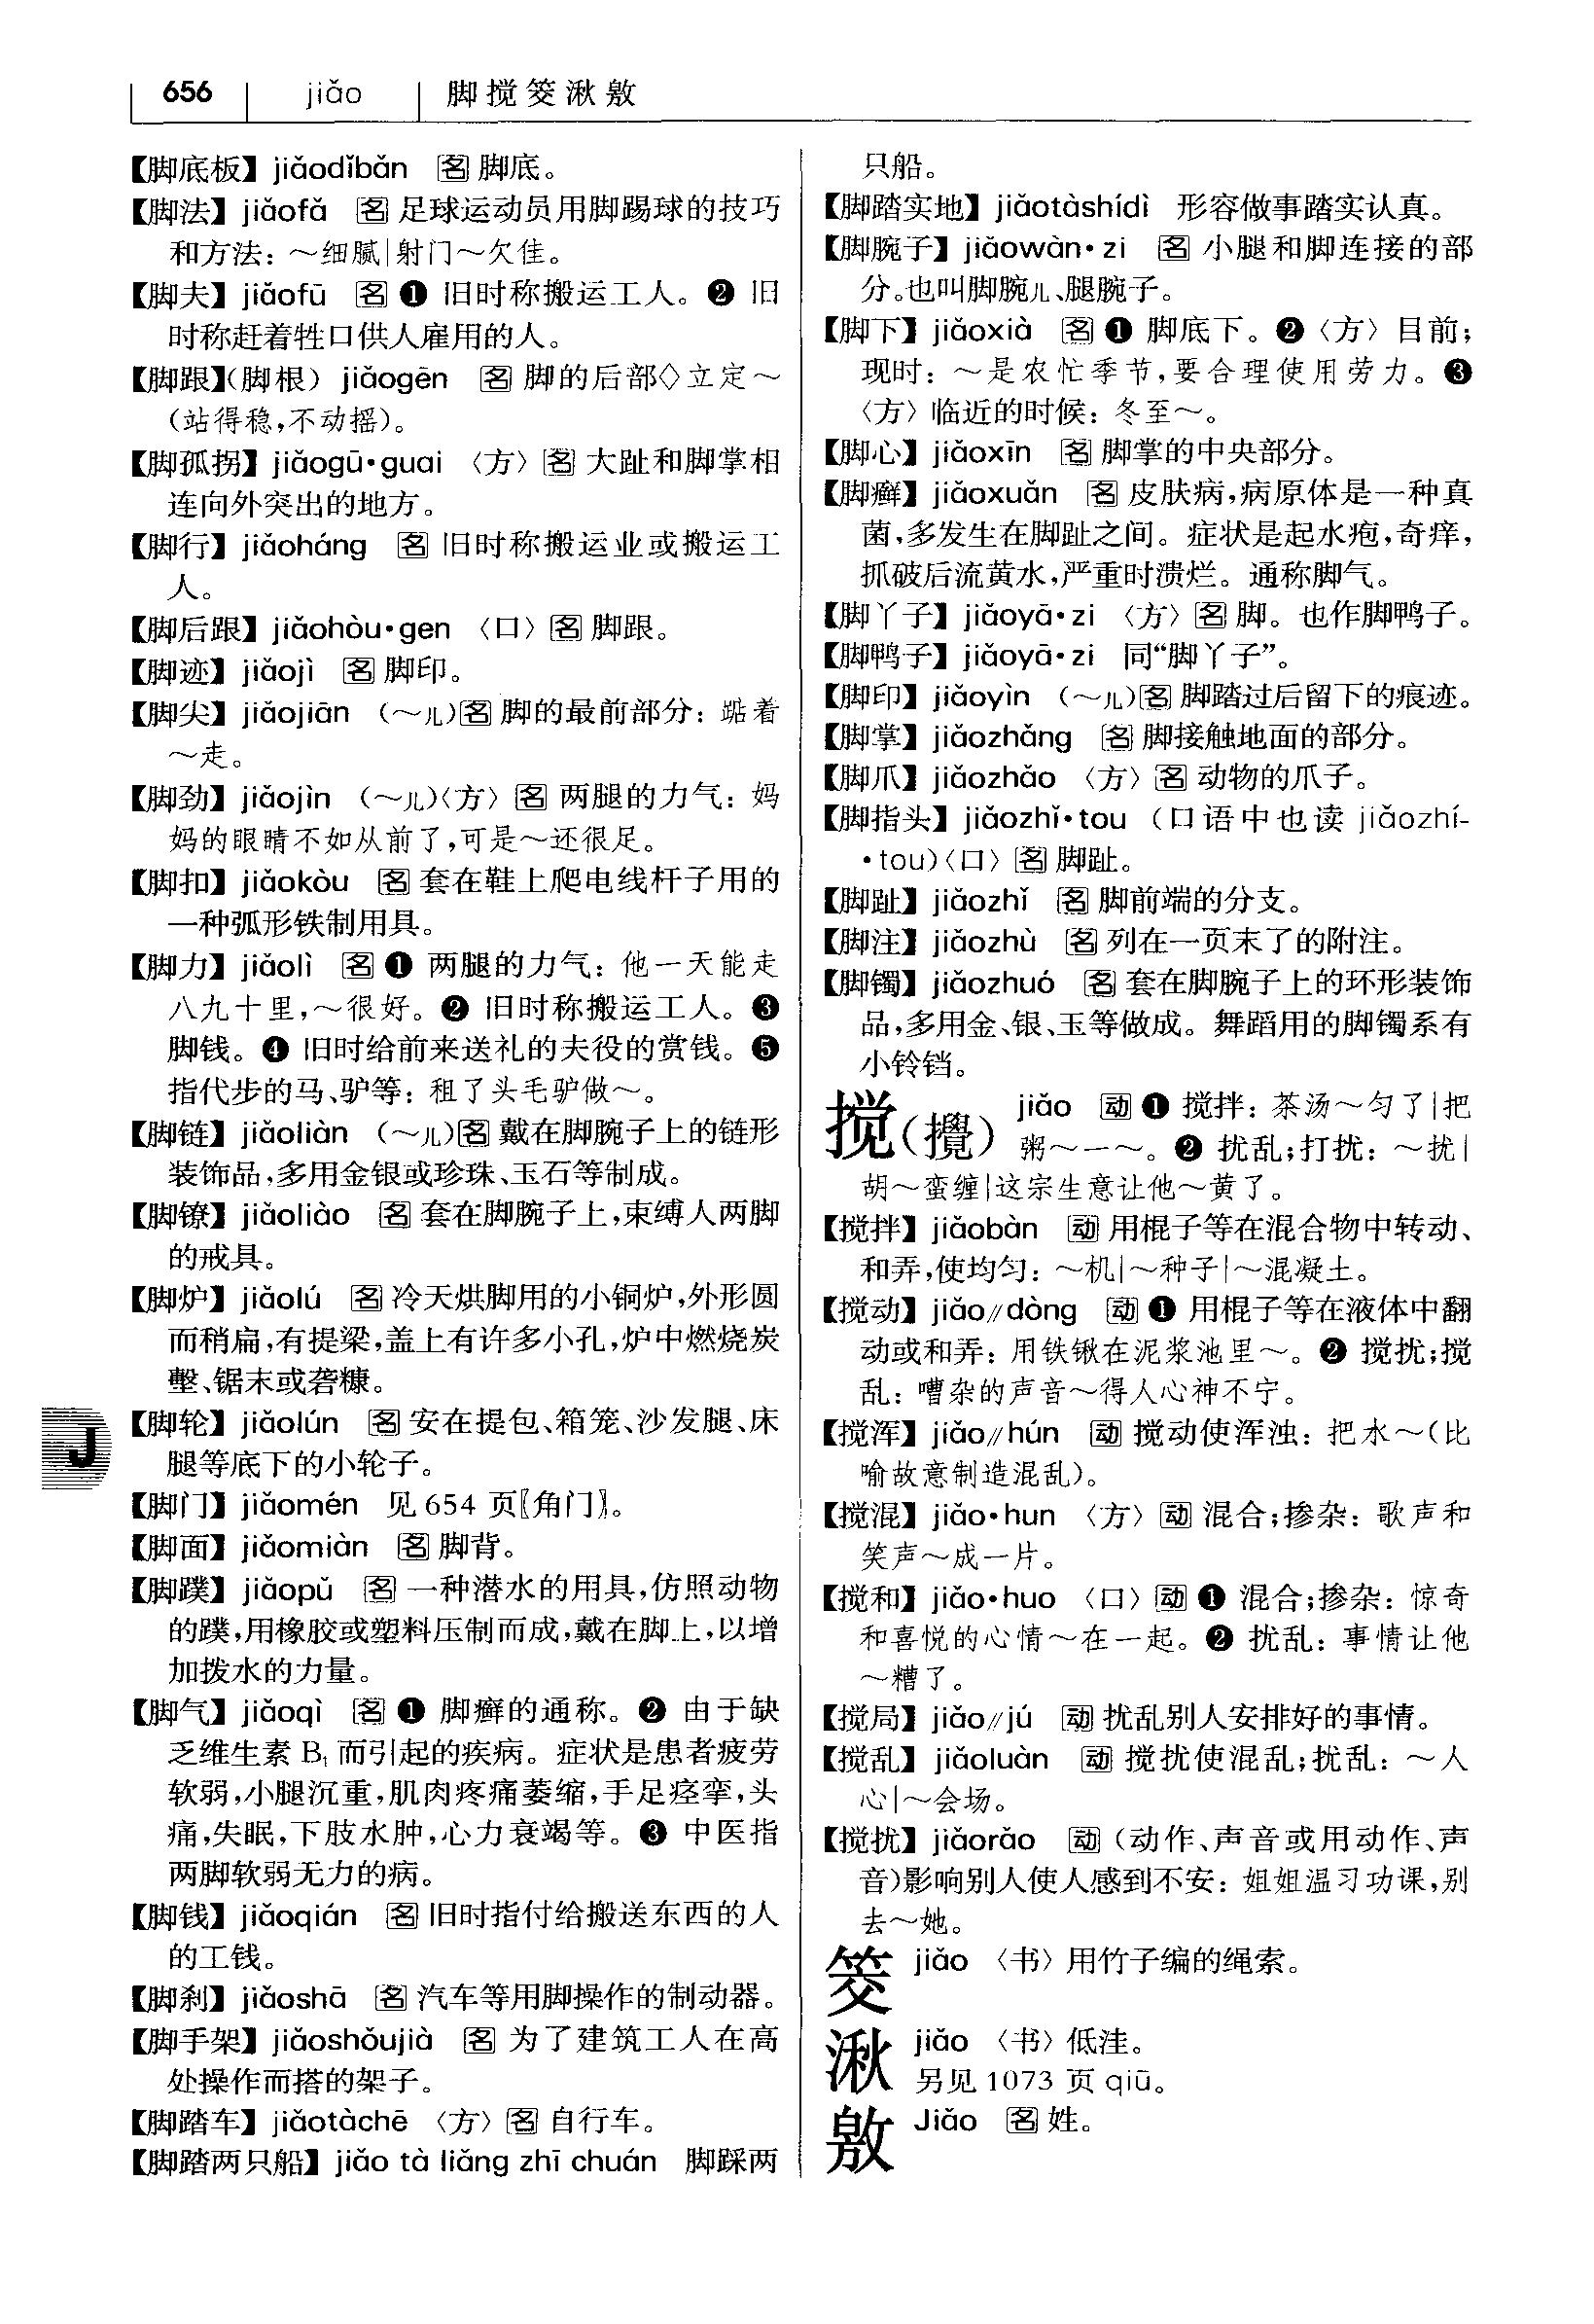 656 jiǎo 脚搅筊湫敫
【脚底板】jiǎodǐbǎn 名 脚底。
【脚法】jiǎofǎ 名 足球运动员用脚踢球的技巧
和方法：～细腻|射门～欠佳。
【脚夫】jiǎofū 名 ❶ 旧时称搬运工人。❷ 旧
时称赶着牲口供人雇用的人。
【脚跟】(脚根) jiǎogēn 名 脚的后部◇立定～
(站得稳,不动摇)。
【脚孤拐】jiǎogū·guai 〈方〉名 大趾和脚掌相
连向外突出的地方。
【脚行】jiǎoháng 名 旧时称搬运业或搬运工
人。
【脚后跟】jiǎohòu·gen 〈口〉名 脚跟。
【脚迹】jiǎojì 名 脚印。
【脚尖】jiǎojiān (～儿)名 脚的最前部分：踮着
～走。
【脚劲】jiǎojìn (～儿)〈方〉名 两腿的力气：妈
妈的眼睛不如从前了,可是～还很足。
【脚扣】jiǎokòu 名 套在鞋上爬电线杆子用的
一种弧形铁制用具。
【脚力】jiǎolì 名 ❶ 两腿的力气：他一天能走
八九十里,～很好。❷ 旧时称搬运工人。❸
脚钱。❹ 旧时给前来送礼的夫役的赏钱。❺
指代步的马、驴等：租了头毛驴做～。
【脚链】jiǎoliàn (～儿)名 戴在脚腕子上的链形
装饰品,多用金银或珍珠、玉石等制成。
【脚镣】jiǎoliào 名 套在脚腕子上,束缚人两脚
的戒具。
【脚炉】jiǎolú 名 冷天烘脚用的小铜炉,外形圆
而稍扁,有提梁,盖上有许多小孔,炉中燃烧炭
墼、锯末或砻糠。
J
【脚轮】jiǎolún 名 安在提包、箱笼、沙发腿、床
腿等底下的小轮子。
【脚门】jiǎomén 见 654 页〖角门〗。
【脚面】jiǎomiàn 名 脚背。
【脚蹼】jiǎopǔ 名 一种潜水的用具,仿照动物
的蹼,用橡胶或塑料压制而成,戴在脚上,以增
加拨水的力量。
【脚气】jiǎoqì 名 ❶ 脚癣的通称。❷ 由于缺
乏维生素 B₁ 而引起的疾病。症状是患者疲劳
软弱,小腿沉重,肌肉疼痛萎缩,手足痉挛,头
痛,失眠,下肢水肿,心力衰竭等。❸ 中医指
两脚软弱无力的病。
【脚钱】jiǎoqián 名 旧时指付给搬送东西的人
的工钱。
【脚刹】jiǎoshā 名 汽车等用脚操作的制动器。
【脚手架】jiǎoshǒujià 名 为了建筑工人在高
处操作而搭的架子。
【脚踏车】jiǎotàchē 〈方〉名 自行车。
【脚踏两只船】jiǎo tà liǎng zhī chuán 脚踩两
只船。
【脚踏实地】jiǎotàshídì 形容做事踏实认真。
【脚腕子】jiǎowàn·zi 名 小腿和脚连接的部
分。也叫脚腕儿、腿腕子。
【脚下】jiǎoxià 名 ❶ 脚底下。❷〈方〉目前；
现时：～是农忙季节,要合理使用劳力。❸
〈方〉临近的时候：冬至～。
【脚心】jiǎoxīn 名 脚掌的中央部分。
【脚癣】jiǎoxuǎn 名 皮肤病,病原体是一种真
菌,多发生在脚趾之间。症状是起水疱,奇痒,
抓破后流黄水,严重时溃烂。通称脚气。
【脚丫子】jiǎoyā·zi 〈方〉名 脚。也作脚鸭子。
【脚鸭子】jiǎoyā·zi 同“脚丫子”。
【脚印】jiǎoyìn (～儿)名 脚踏过后留下的痕迹。
【脚掌】jiǎozhǎng 名 脚接触地面的部分。
【脚爪】jiǎozhǎo 〈方〉名 动物的爪子。
【脚指头】jiǎozhǐ·tou (口语中也读 jiǎozhí-
·tou)〈口〉名 脚趾。
【脚趾】jiǎozhǐ 名 脚前端的分支。
【脚注】jiǎozhù 名 列在一页末了的附注。
【脚镯】jiǎozhuó 名 套在脚腕子上的环形装饰
品,多用金、银、玉等做成。舞蹈用的脚镯系有
小铃铛。
搅(攪) jiǎo 动 ❶ 搅拌：茶汤～匀了|把
粥～一～。❷ 扰乱；打扰：～扰|
胡～蛮缠|这宗生意让他～黄了。
【搅拌】jiǎobàn 动 用棍子等在混合物中转动、
和弄,使均匀：～机|～种子|～混凝土。
【搅动】jiǎo//dòng 动 ❶ 用棍子等在液体中翻
动或和弄：用铁锹在泥浆池里～。❷ 搅扰；搅
乱：嘈杂的声音～得人心神不宁。
【搅浑】jiǎo//hún 动 搅动使浑浊：把水～(比
喻故意制造混乱)。
【搅混】jiǎo·hun 〈方〉动 混合；掺杂：歌声和
笑声～成一片。
【搅和】jiǎo·huo 〈口〉动 ❶ 混合；掺杂：惊奇
和喜悦的心情～在一起。❷ 扰乱：事情让他
～糟了。
【搅局】jiǎo//jú 动 扰乱别人安排好的事情。
【搅乱】jiǎoluàn 动 搅扰使混乱；扰乱：～人
心|～会场。
【搅扰】jiǎorǎo 动 (动作、声音或用动作、声
音)影响别人使人感到不安：姐姐温习功课,别
去～她。
筊 jiǎo 〈书〉用竹子编的绳索。
湫 jiǎo 〈书〉低洼。
另见 1073 页 qiū。
敫 Jiǎo 名 姓。